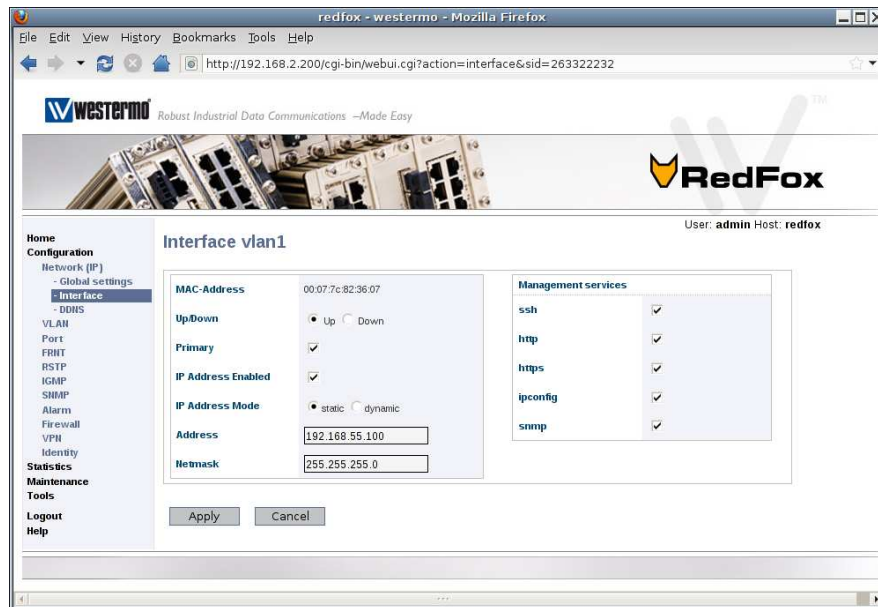 redfox - westermo - Mozilla Firefox
File Edit View History Bookmarks Tools Help
http://192.168.2.200/cgi-bin/webui.cgi?action=interface&sid=263322232
westermo Robust Industrial Data Communications –Made Easy
TM
RedFox
User: admin Host: redfox
Home
Configuration
Network (IP)
- Global settings
- Interface
- DDNS
VLAN
Port
FRNT
RSTP
IGMP
SNMP
Alarm
Firewall
VPN
Identity
Statistics
Maintenance
Tools
Logout
Help
Interface vlan1
MAC-Address 00:07:7c:82:36:07
Up/Down Up Down
Primary
IP Address Enabled
IP Address Mode static dynamic
Address 192.168.55.100
Netmask 255.255.255.0
Management services
ssh
http
https
ipconfig
snmp
Apply Cancel